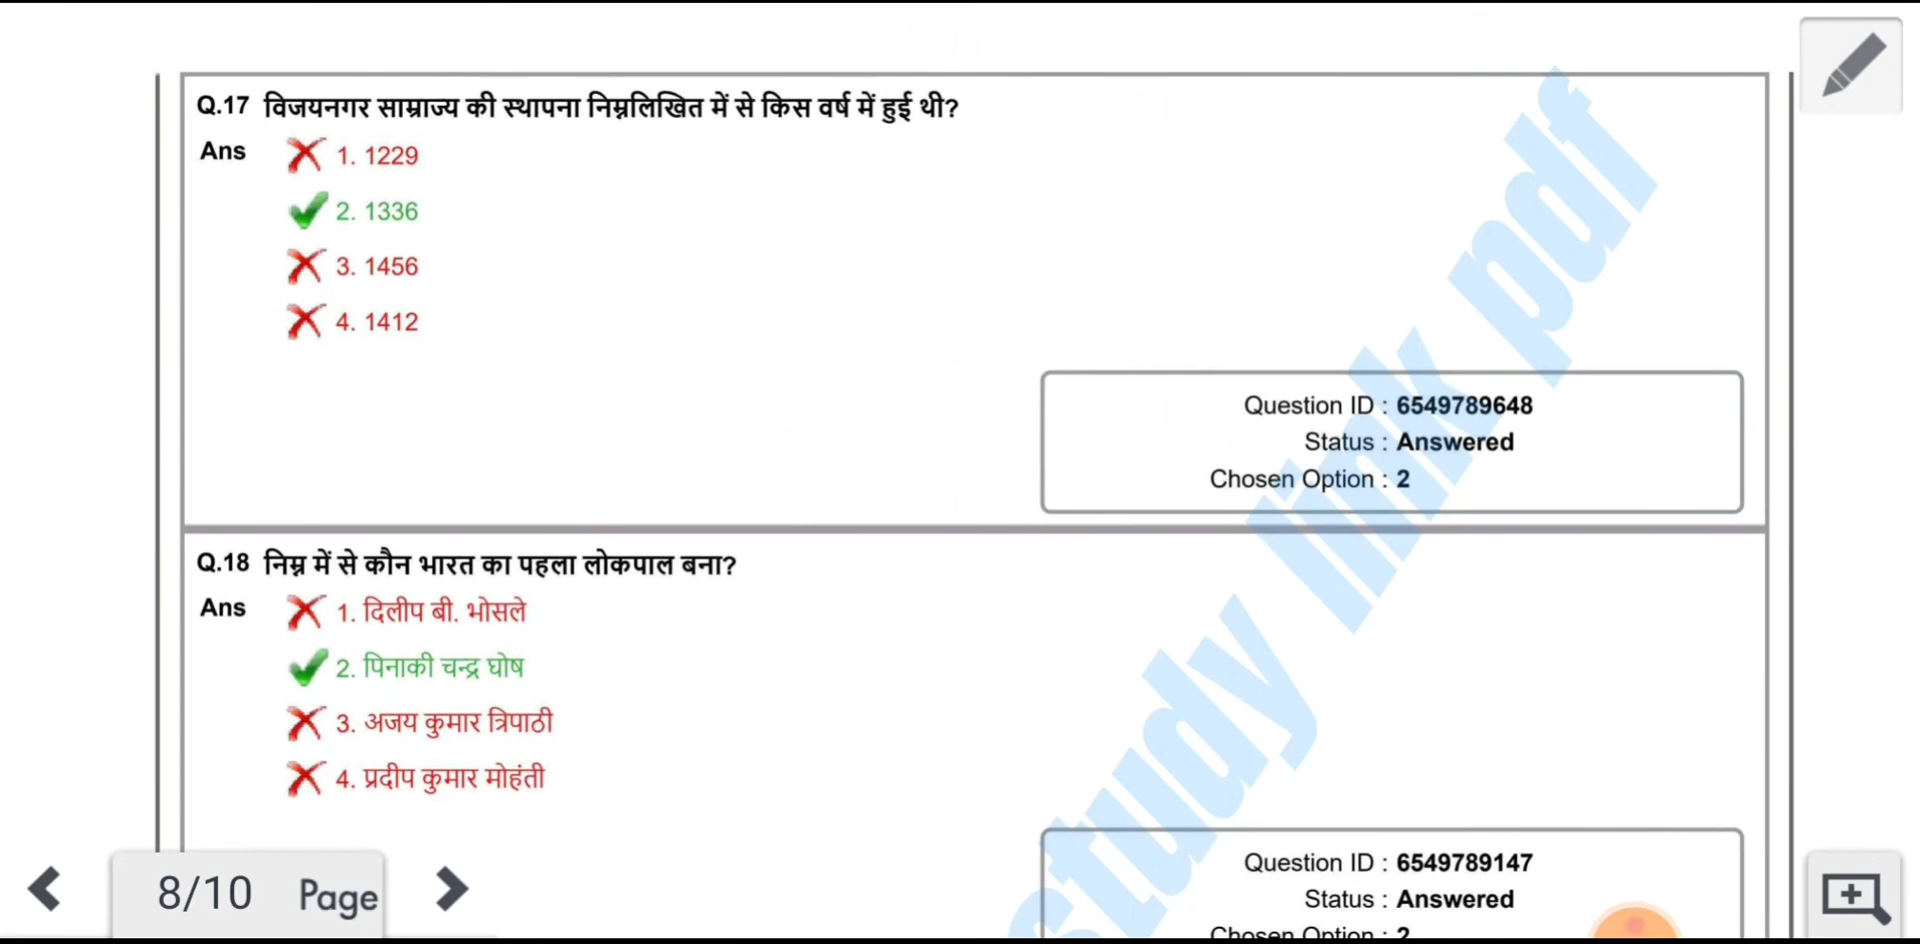 Q.17 विजयनगर साम्राज्य की स्थापना निम्नलिखित में से किस वर्ष में हुई थी?
Ans 1. 1229
2. 1336
3. 1456
4. 1412
Question ID : 6549789648
Status : Answered
Chosen Option : 2
Q.18 निम्न में से कौन भारत का पहला लोकपाल बना?
Ans 1. दिलीप बी. भोसले
2. पिनाकी चन्द्र घोष
3. अजय कुमार त्रिपाठी
4. प्रदीप कुमार मोहंती
Question ID : 6549789147
Status : Answered
Chosen Option : 2
study link pdf
8/10 Page